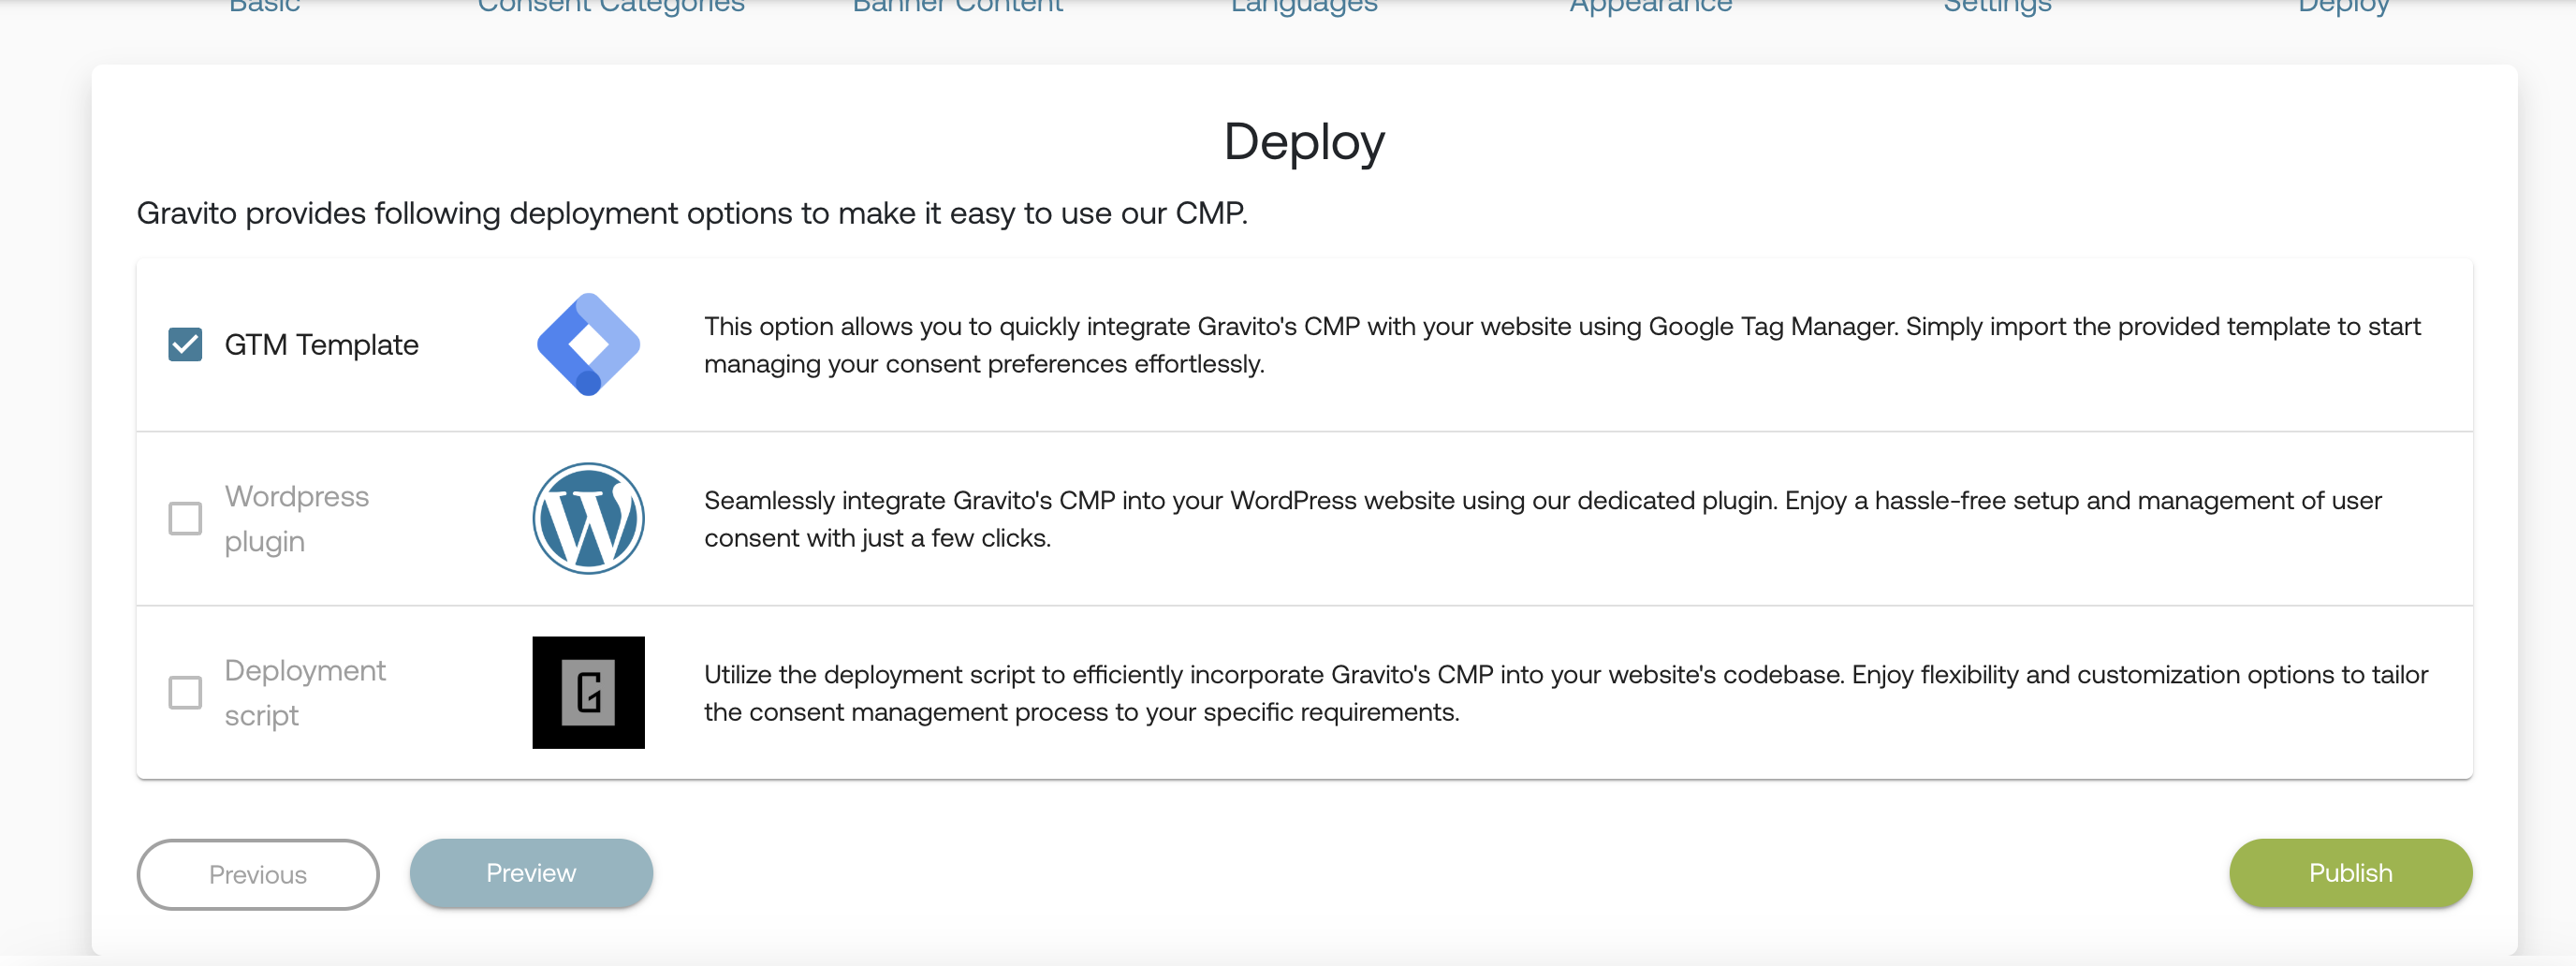 Basic
Consent Categories
Banner Content
Languages
Appearance
Settings
Deploy
Deploy
Gravito provides following deployment options to make it easy to use our CMP.
GTM Template
This option allows you to quickly integrate Gravito's CMP with your website using Google Tag Manager. Simply import the provided template to start
managing your consent preferences effortlessly.
Wordpress
plugin
Seamlessly integrate Gravito's CMP into your WordPress website using our dedicated plugin. Enjoy a hassle-free setup and management of user
consent with just a few clicks.
Deployment
script
Utilize the deployment script to efficiently incorporate Gravito's CMP into your website's codebase. Enjoy flexibility and customization options to tailor
the consent management process to your specific requirements.
Previous
Preview
Publish